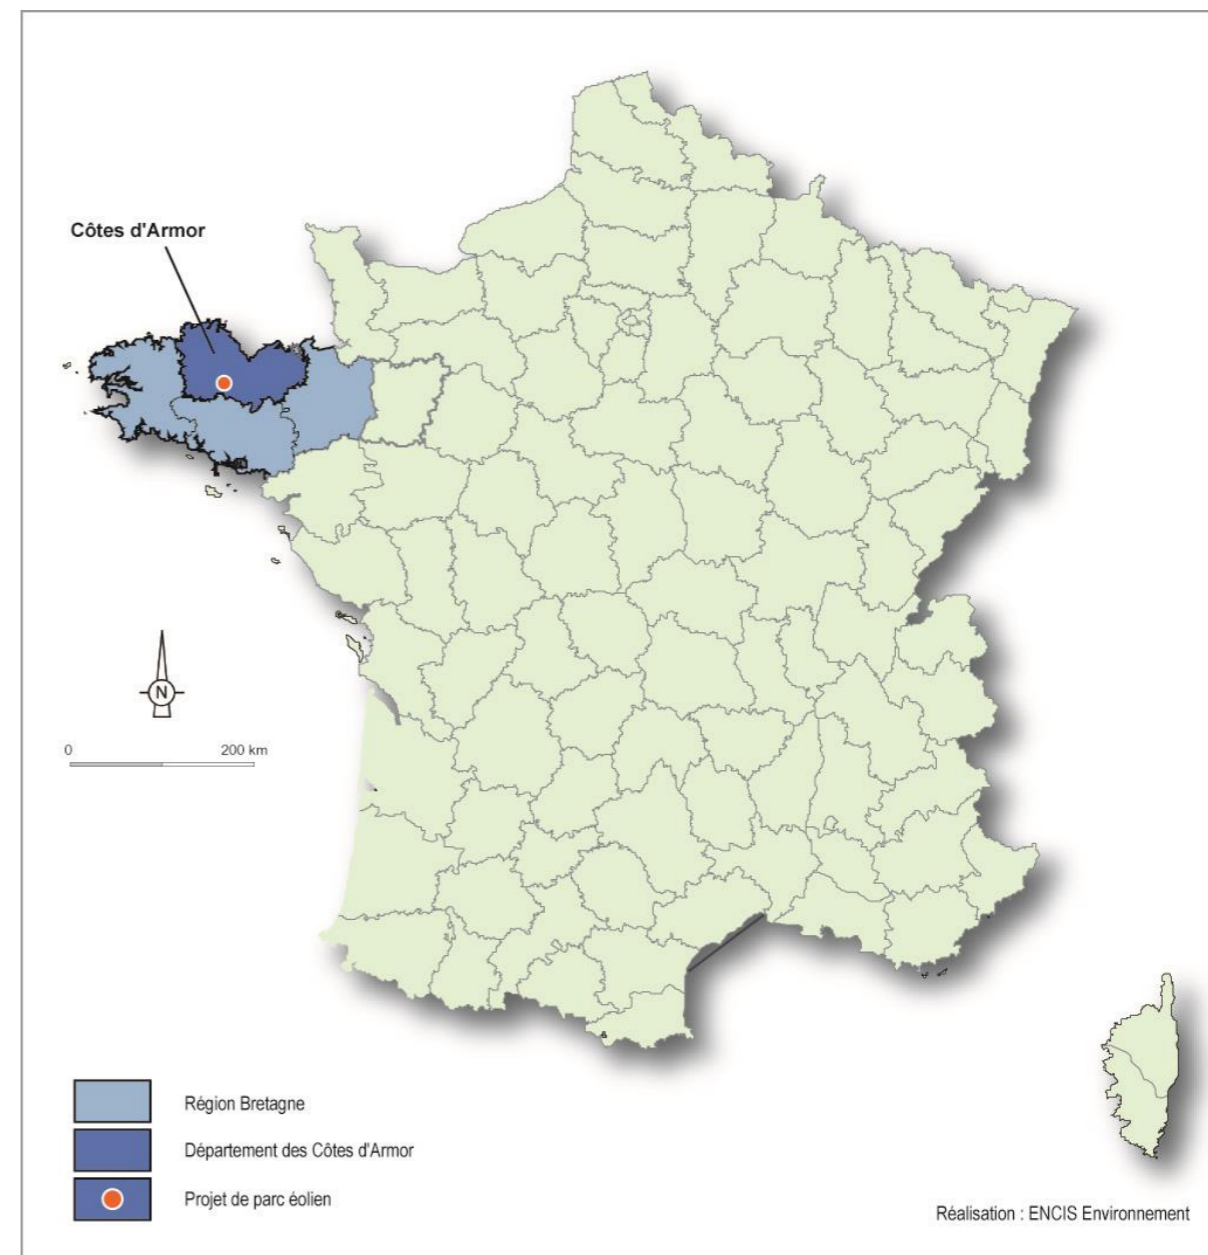 Côtes d'Armor
N
0 200 km
Région Bretagne
Département des Côtes d'Armor
Projet de parc éolien
Réalisation : ENCIS Environnement